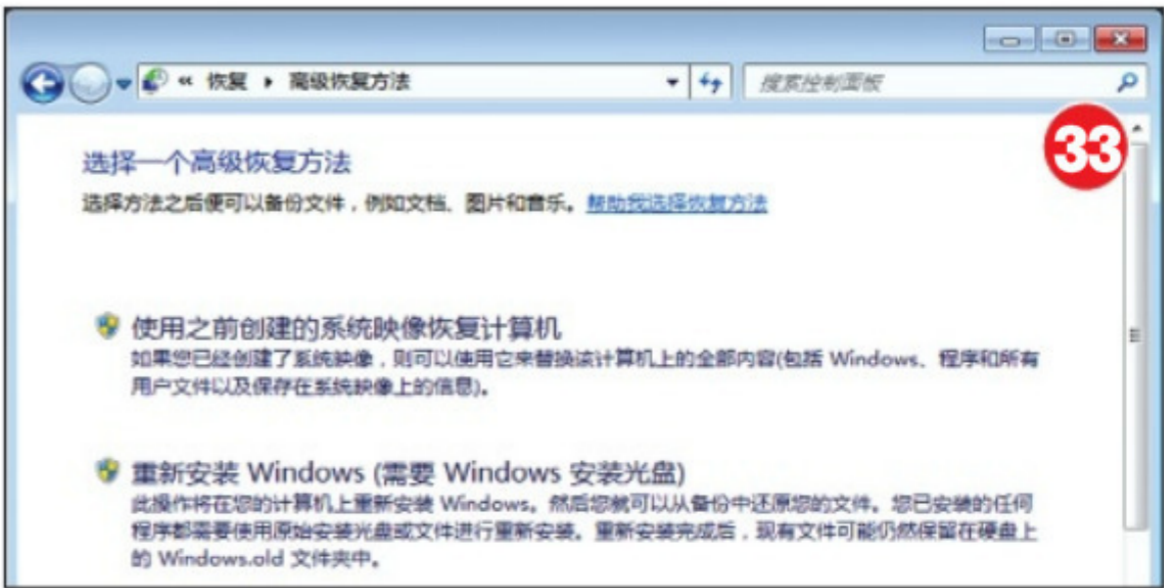 « 恢复 ▸ 高级恢复方法
搜索控制面板
33
选择一个高级恢复方法
选择方法之后便可以备份文件，例如文档、图片和音乐。帮助我选择恢复方法
使用之前创建的系统映像恢复计算机
如果您已经创建了系统映像，则可以使用它来替换该计算机上的全部内容(包括 Windows、程序和所有
用户文件以及保存在系统映像上的信息)。
重新安装 Windows (需要 Windows 安装光盘)
此操作将在您的计算机上重新安装 Windows。然后您就可以从备份中还原您的文件。您已安装的任何
程序都需要使用原始安装光盘或文件进行重新安装。重新安装完成后，现有文件可能仍然保留在硬盘上
的 Windows.old 文件夹中。